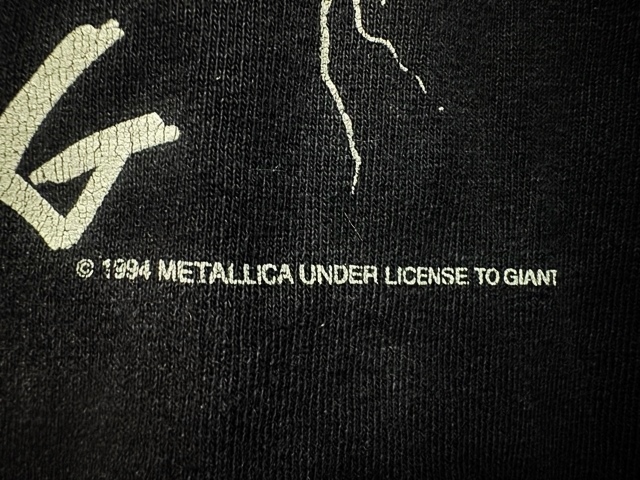 G
© 1994 METALLICA UNDER LICENSE TO GIANT